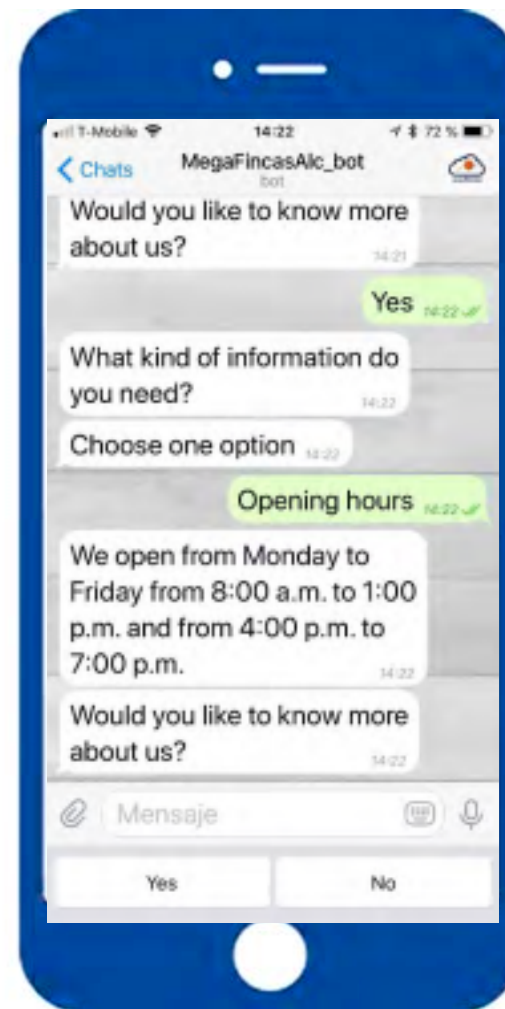 T-Mobile 14:22 72 %
Chats MegaFincasAlc_bot
bot
Would you like to know more
about us? 14:21
Yes 14:22
What kind of information do
you need? 14:22
Choose one option 14:22
Opening hours 14:22
We open from Monday to
Friday from 8:00 a.m. to 1:00
p.m. and from 4:00 p.m. to
7:00 p.m. 14:22
Would you like to know more
about us? 14:22
Mensaje
Yes No